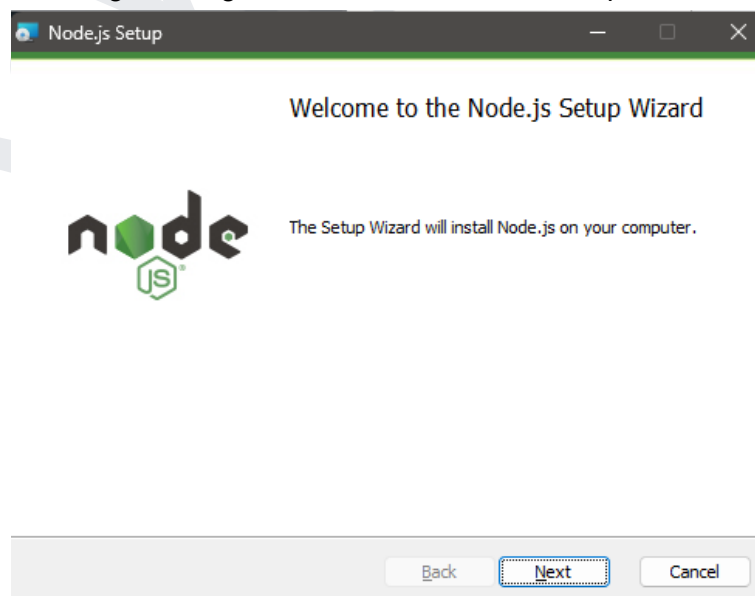 Node.js Setup
Welcome to the Node.js Setup Wizard
node
JS®
The Setup Wizard will install Node.js on your computer.
Back
Next
Cancel